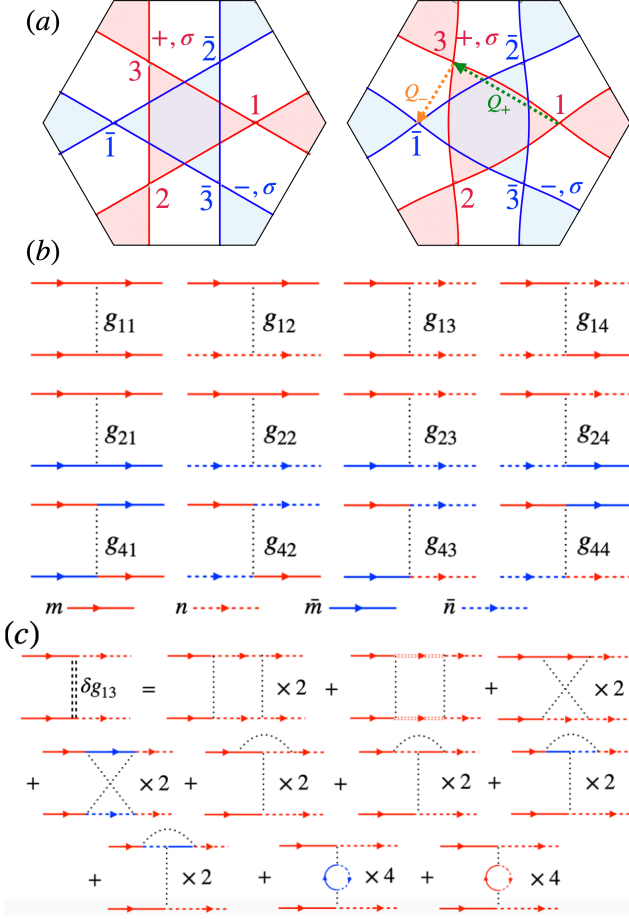 (a)
+, σ
3
2̄
1
1̄
2
3̄
−, σ
3
+, σ
2̄
Q₋
Q₊
1
1̄
2
3̄
−, σ
(b)
g₁₁ g₁₂ g₁₃ g₁₄
g₂₁ g₂₂ g₂₃ g₂₄
g₄₁ g₄₂ g₄₃ g₄₄
m n m̄ n̄
(c)
δg₁₃ = × 2 + + × 2
+ × 2 + × 2 + × 2 + × 2
+ × 2 + × 4 + × 4